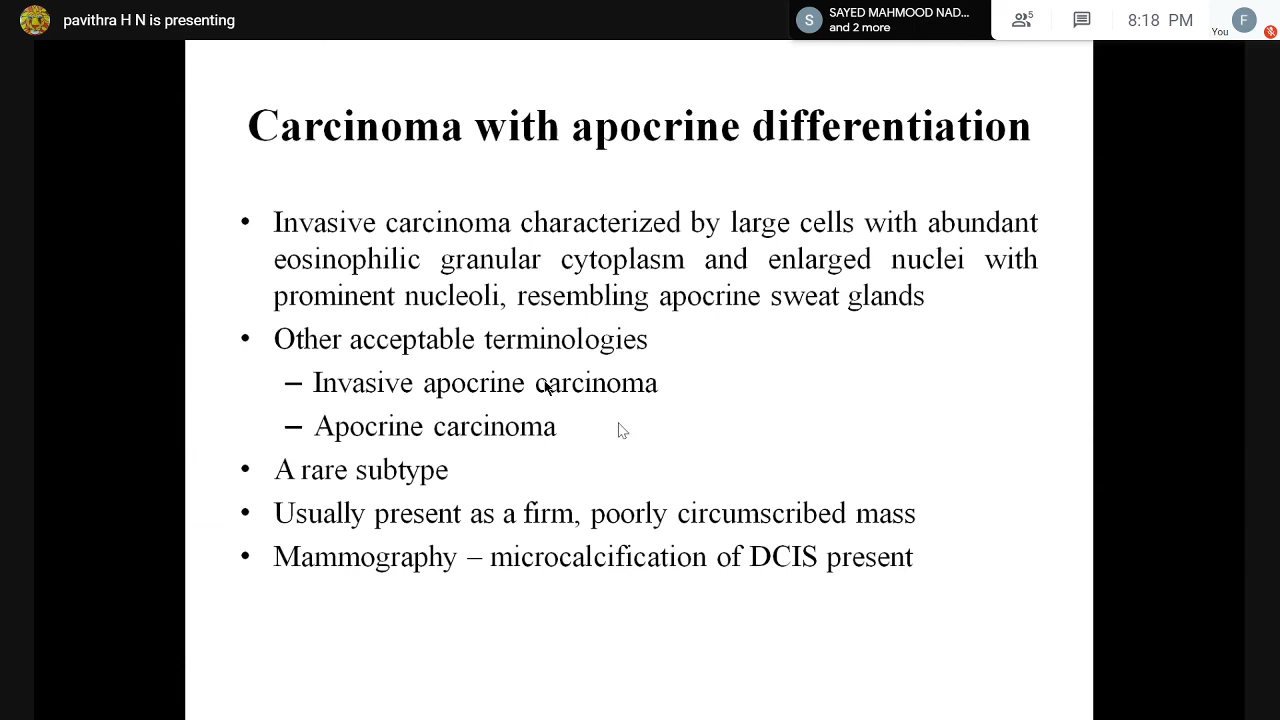 pavithra H N is presenting
S
SAYED MAHMOOD NAD...
and 2 more
5
8:18 PM
You
F
Carcinoma with apocrine differentiation
• Invasive carcinoma characterized by large cells with abundant
eosinophilic granular cytoplasm and enlarged nuclei with
prominent nucleoli, resembling apocrine sweat glands
• Other acceptable terminologies
– Invasive apocrine carcinoma
– Apocrine carcinoma
• A rare subtype
• Usually present as a firm, poorly circumscribed mass
• Mammography – microcalcification of DCIS present